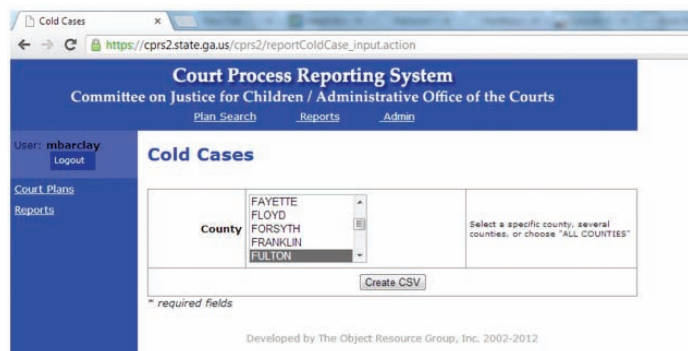 Cold Cases
https://cprs2.state.ga.us/cprs2/reportColdCase_input.action
Court Process Reporting System
Committee on Justice for Children / Administrative Office of the Courts
Plan Search Reports Admin
User: mbarclay
Logout
Court Plans
Reports
Cold Cases
County
FAYETTE
FLOYD
FORSYTH
FRANKLIN
FULTON
Select a specific county, several
counties, or choose "ALL COUNTIES"
Create CSV
* required fields
Developed by The Object Resource Group, Inc. 2002-2012